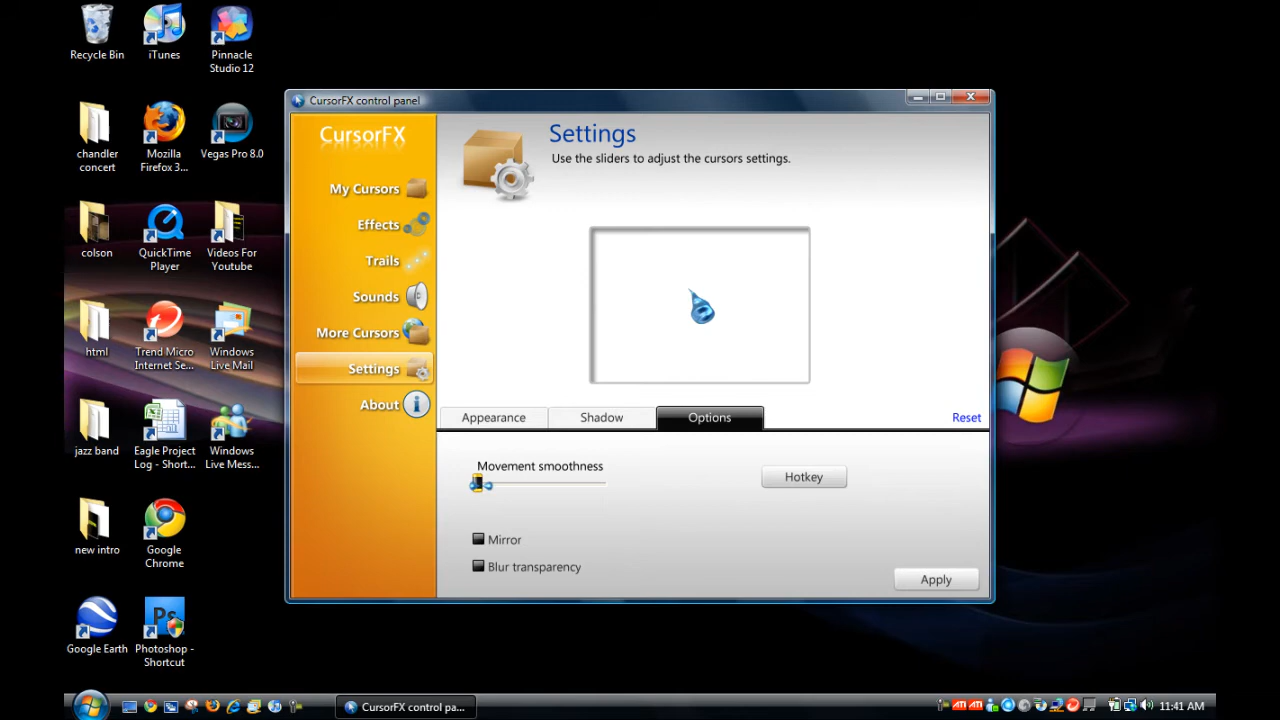 Recycle Bin
iTunes
Pinnacle
Studio 12
chandler
concert
Mozilla
Firefox 3...
Vegas Pro 8.0
colson
QuickTime
Player
Videos For
Youtube
html
Trend Micro
Internet Se...
Windows
Live Mail
jazz band
Eagle Project
Log - Short...
Windows
Live Mess...
new intro
Google
Chrome
Google Earth
Photoshop -
Shortcut
CursorFX control panel
CursorFX
My Cursors
Effects
Trails
Sounds
More Cursors
Settings
About
Settings
Use the sliders to adjust the cursors settings.
Appearance
Shadow
Options
Reset
Movement smoothness
Hotkey
Mirror
Blur transparency
Apply
CursorFX control pa...
ATI
ATI
11:41 AM